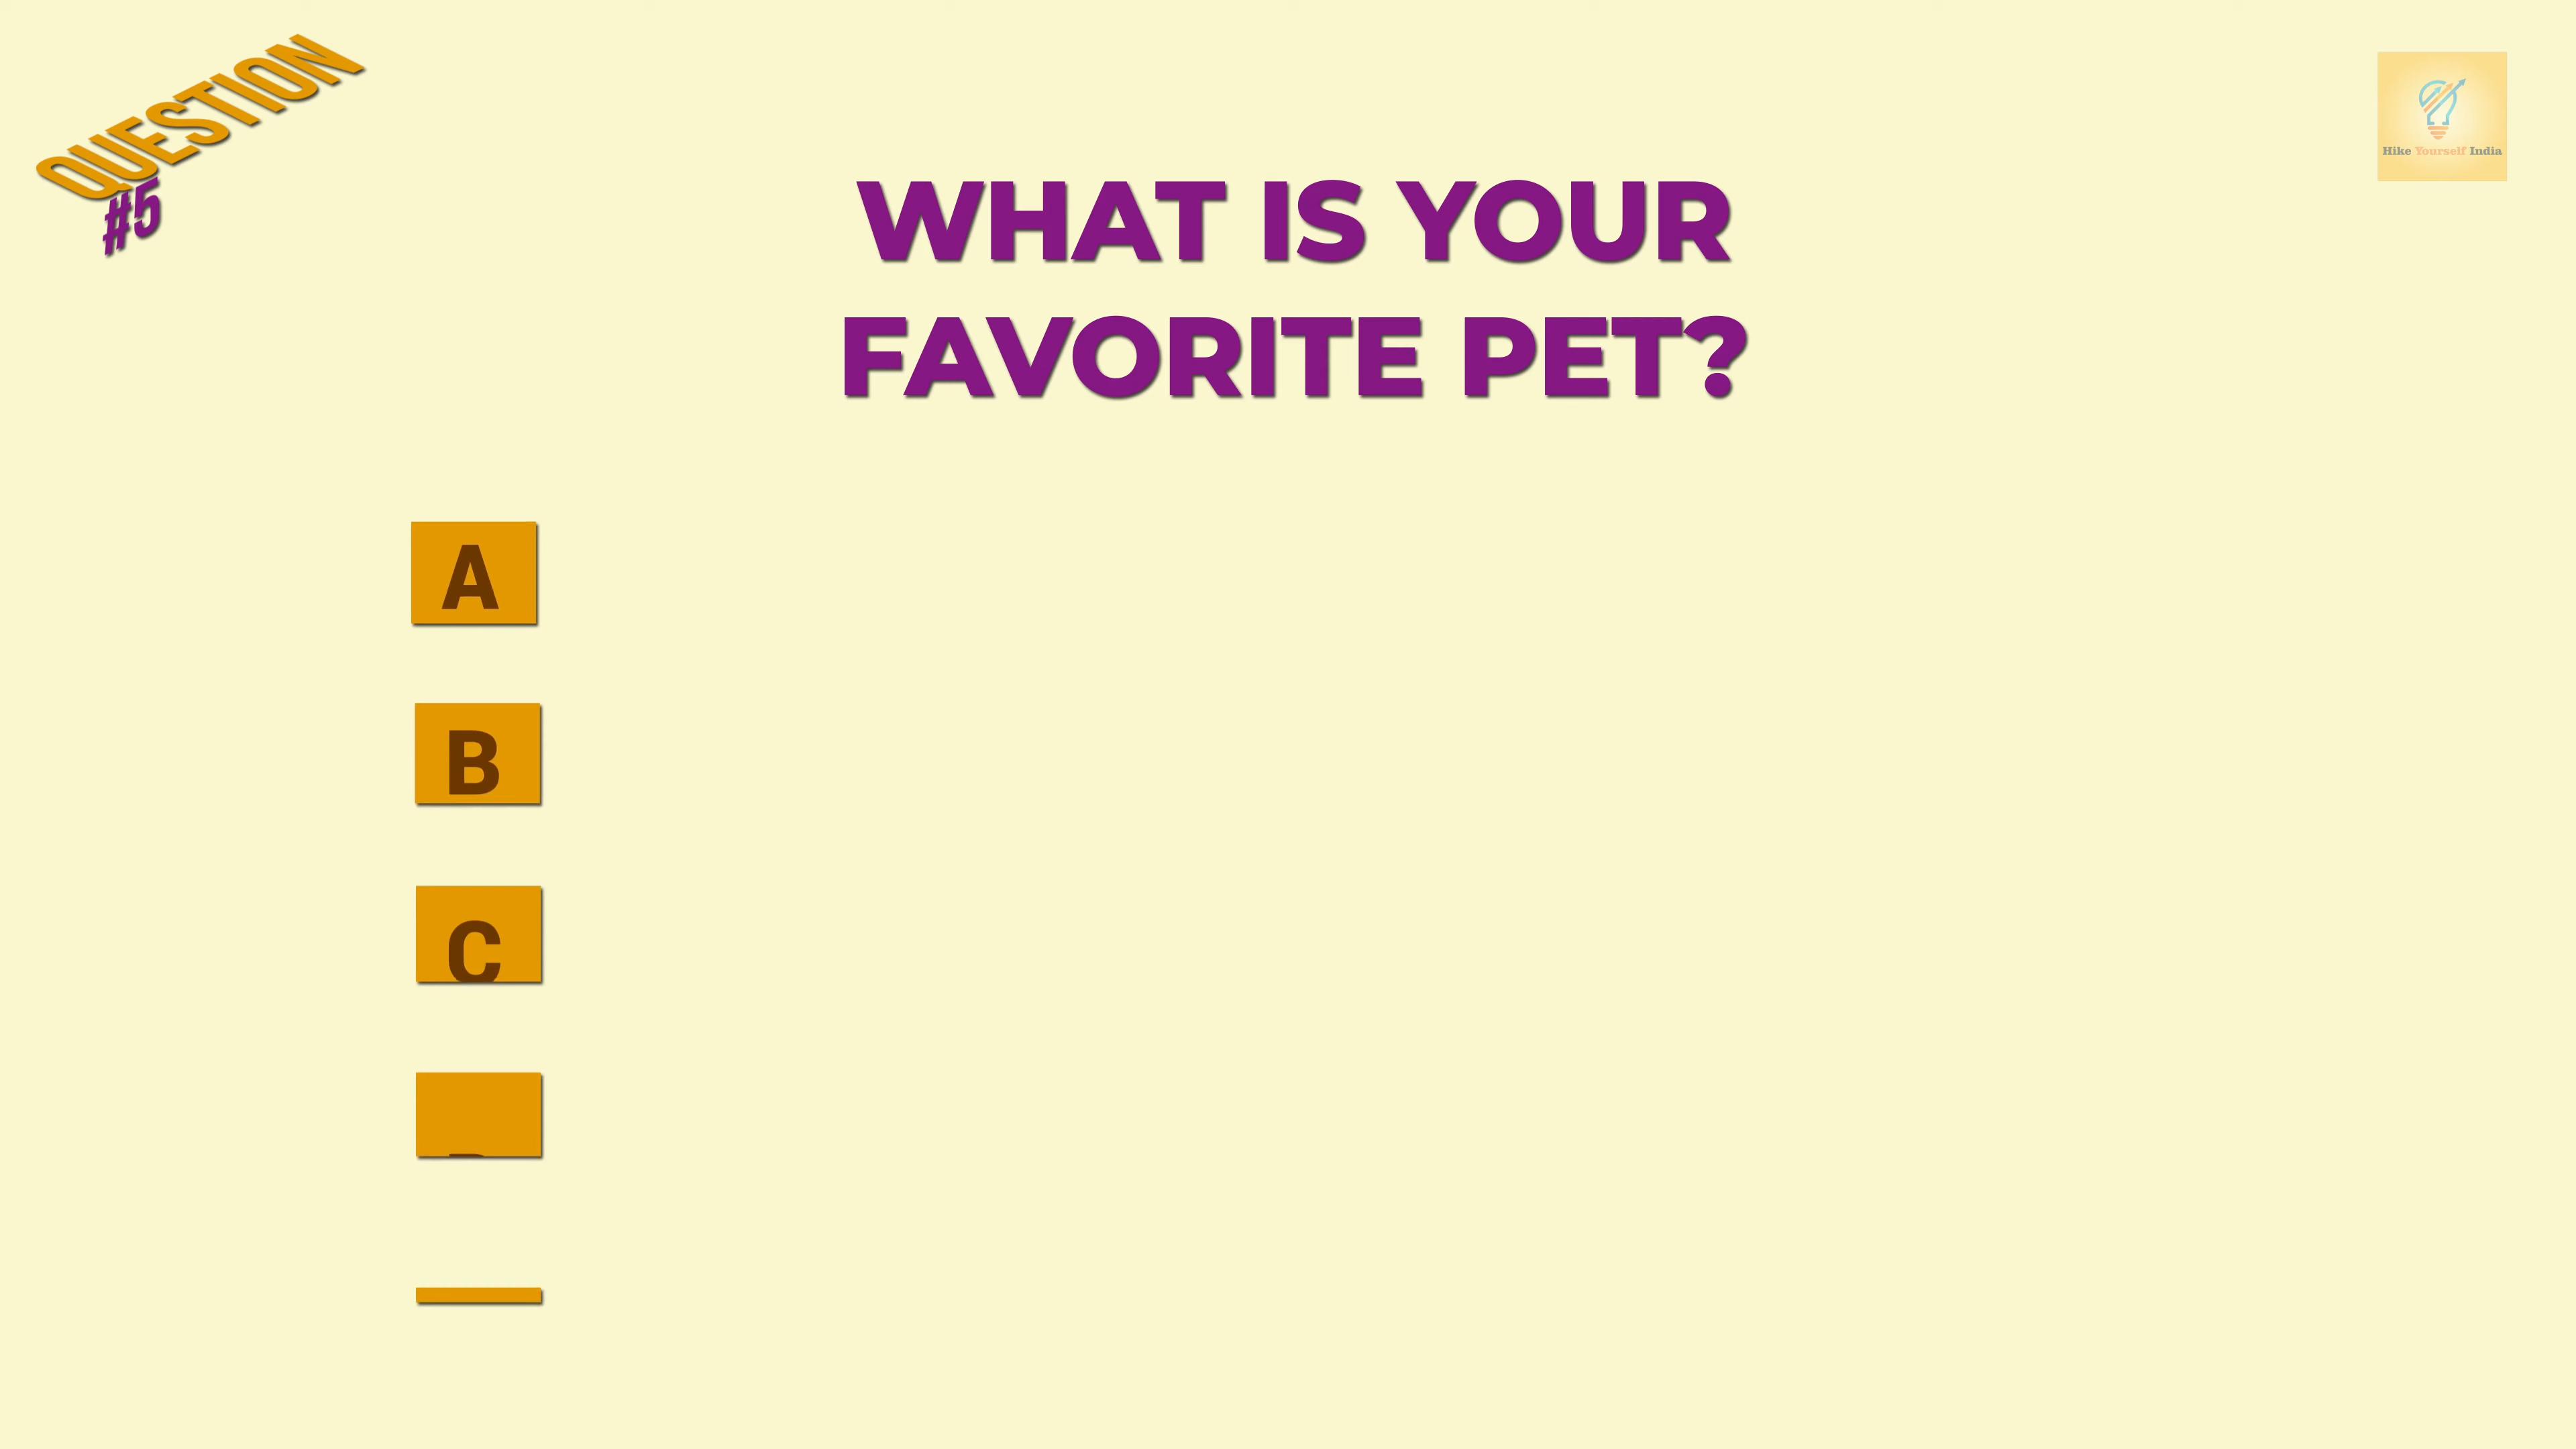 QUESTION
#5
Hike Yourself India
WHAT IS YOUR
FAVORITE PET?
A
B
C